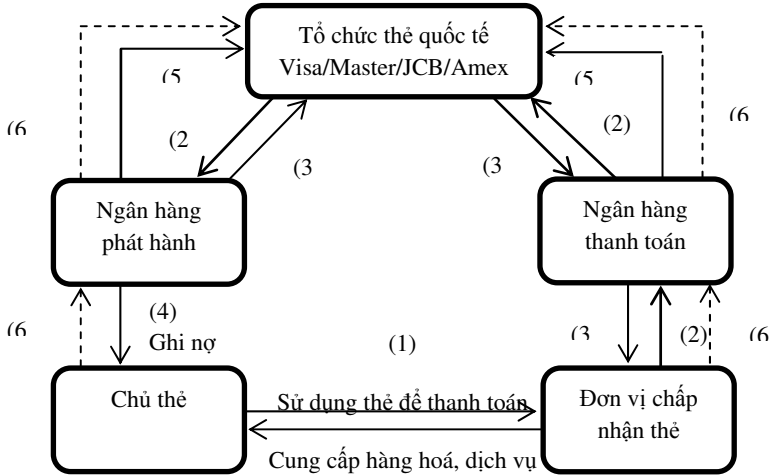 Tổ chức thẻ quốc tế
Visa/Master/JCB/Amex
(5
(5
(6
(2
(2)
(6
(3
(3
Ngân hàng
phát hành
Ngân hàng
thanh toán
(6
(4)
Ghi nợ
(1)
(3
(2)
(6
Chủ thẻ
Sử dụng thẻ để thanh toán
Đơn vị chấp
nhận thẻ
Cung cấp hàng hoá, dịch vụ